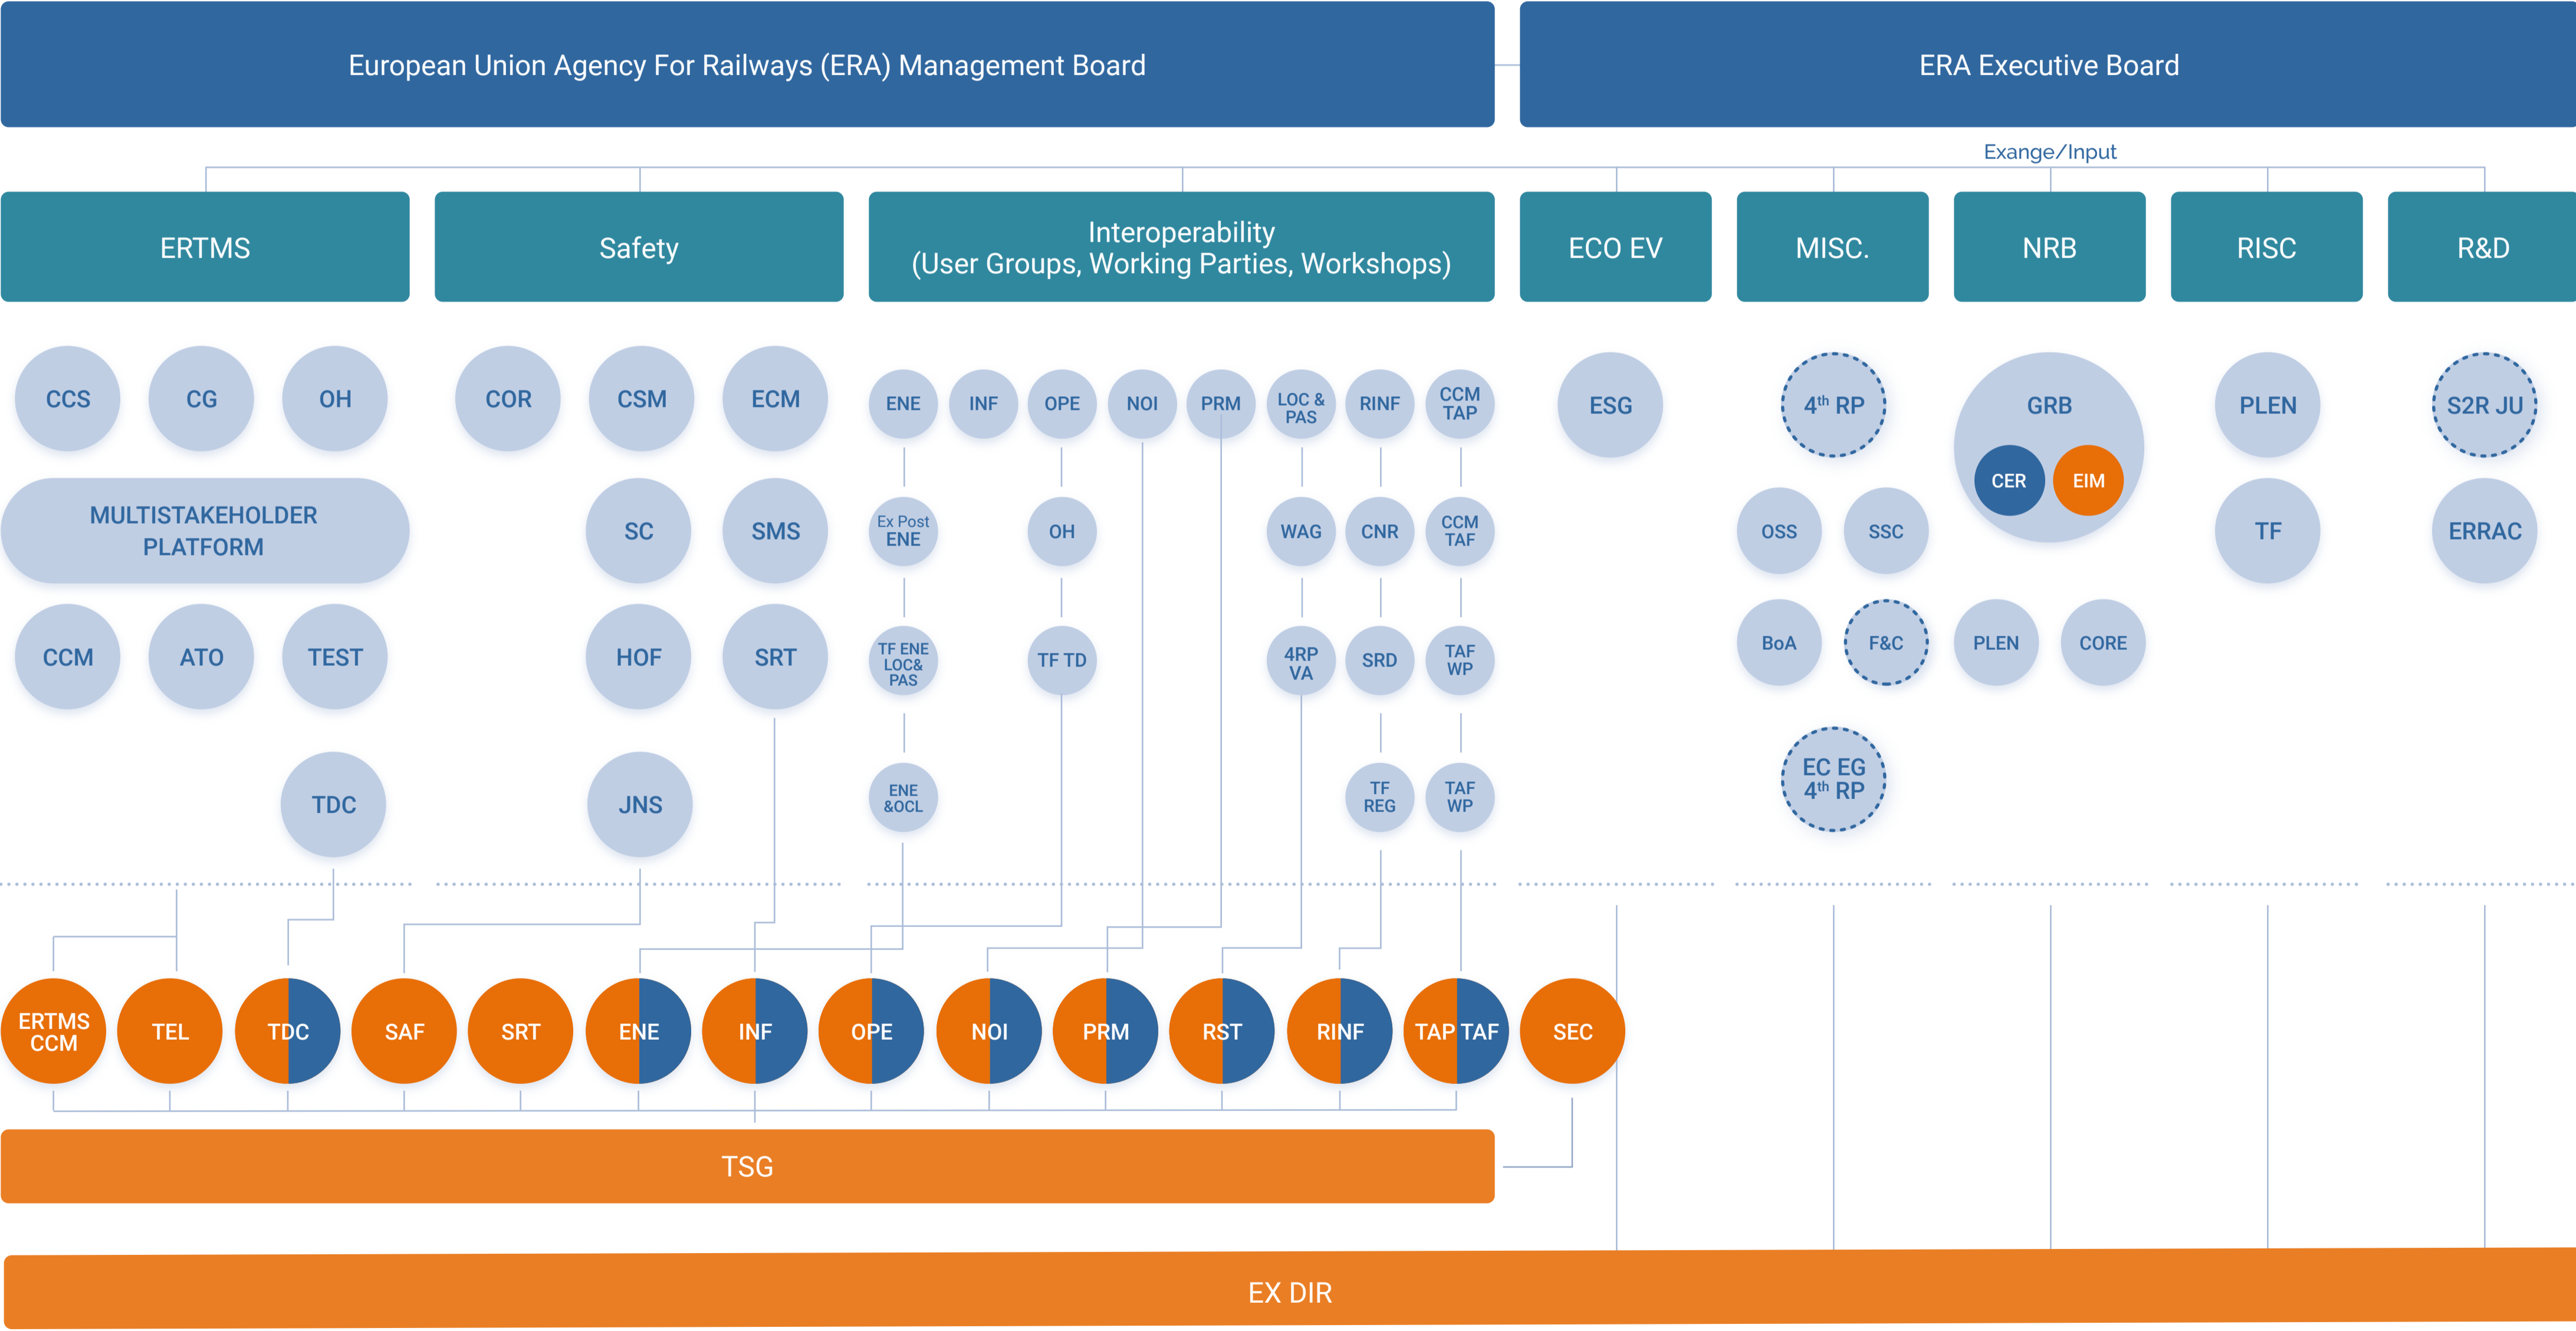 European Union Agency For Railways (ERA) Management Board
ERA Executive Board
Exange/Input
ERTMS
Safety
Interoperability
(User Groups, Working Parties, Workshops)
ECO EV
MISC.
NRB
RISC
R&D
CCS
CG
OH
MULTISTAKEHOLDER
PLATFORM
CCM
ATO
TEST
TDC
COR
CSM
ECM
SC
SMS
HOF
SRT
JNS
ENE
INF
OPE
NOI
PRM
LOC &
PAS
RINF
CCM
TAP
Ex Post
ENE
OH
WAG
CNR
CCM
TAF
TF ENE
LOC&
PAS
TF TD
4RP
VA
SRD
TAF
WP
ENE
&OCL
TF
REG
TAF
WP
ESG
4th RP
OSS
SSC
BoA
F&C
EC EG
4th RP
GRB
CER
EIM
PLEN
CORE
PLEN
TF
S2R JU
ERRAC
ERTMS
CCM
TEL
TDC
SAF
SRT
ENE
INF
OPE
NOI
PRM
RST
RINF
TAP TAF
SEC
TSG
EX DIR